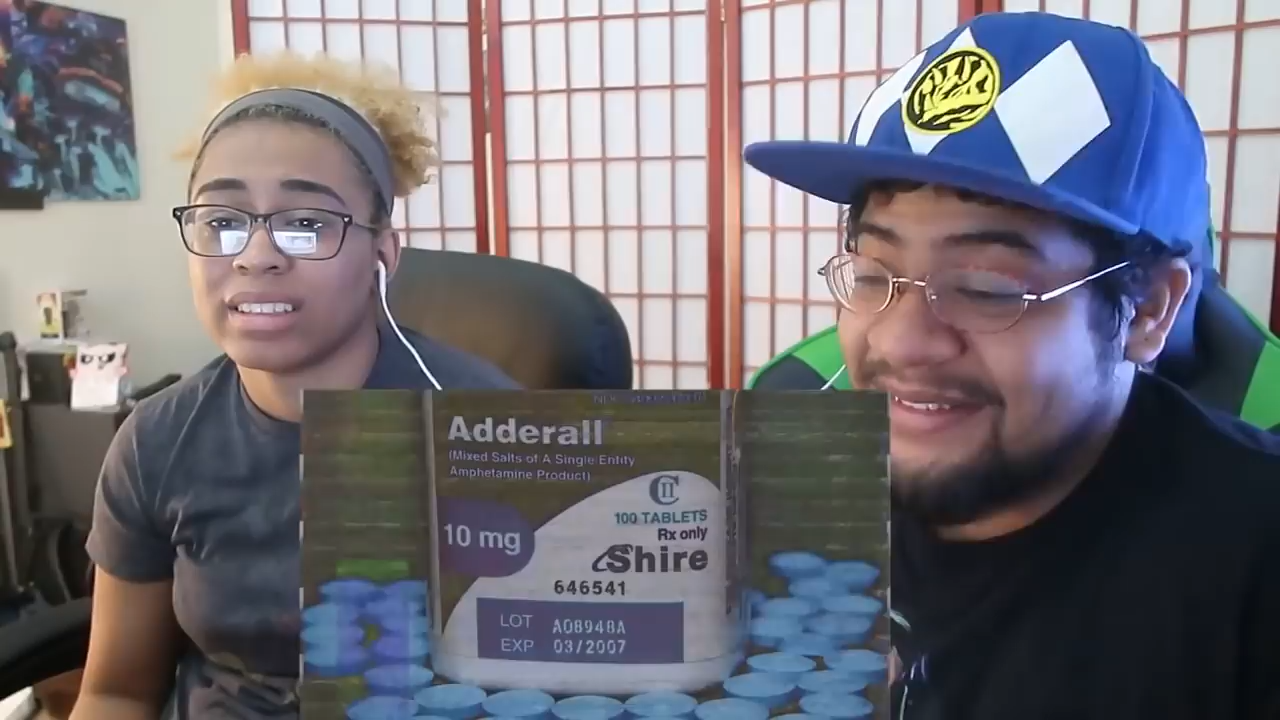 Adderall
(Mixed Salts of A Single Entity
Amphetamine Product)
CII
100 TABLETS
10 mg
Rx only
Shire
646541
LOT A08948A
EXP 03/2007